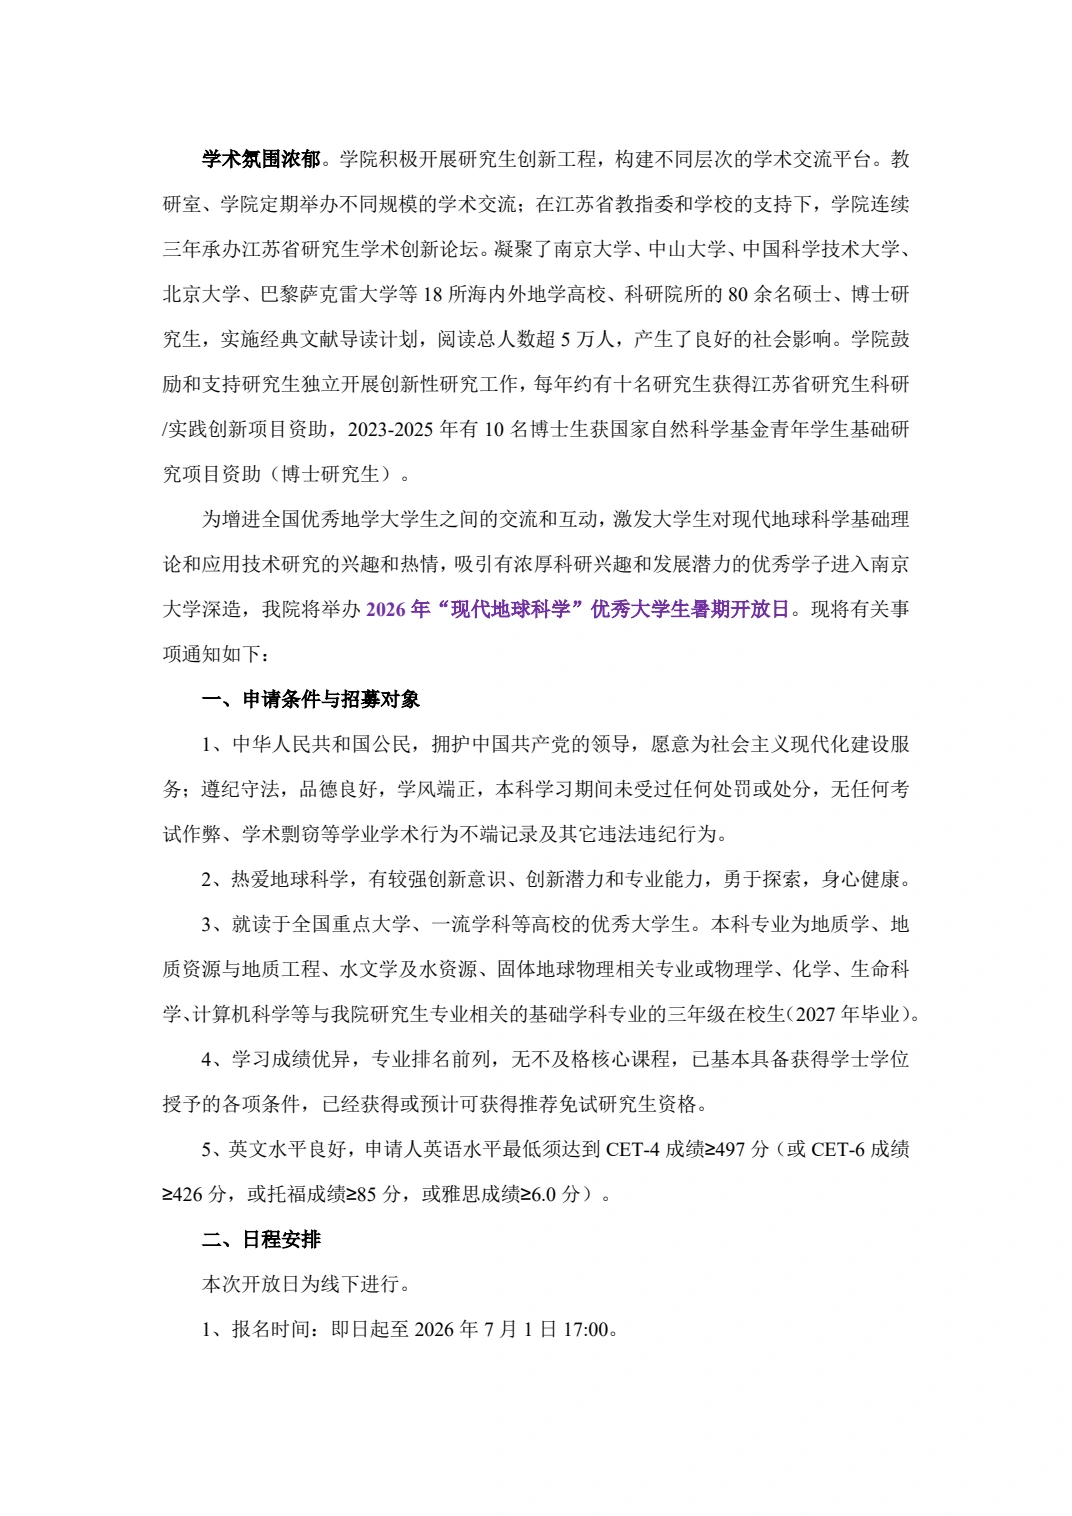 学术氛围浓郁。学院积极开展研究生创新工程，构建不同层次的学术交流平台。教
研室、学院定期举办不同规模的学术交流；在江苏省教指委和学校的支持下，学院连续
三年承办江苏省研究生学术创新论坛。凝聚了南京大学、中山大学、中国科学技术大学、
北京大学、巴黎萨克雷大学等 18 所海内外地学高校、科研院所的 80 余名硕士、博士研
究生，实施经典文献导读计划，阅读总人数超 5 万人，产生了良好的社会影响。学院鼓
励和支持研究生独立开展创新性研究工作，每年约有十名研究生获得江苏省研究生科研
/实践创新项目资助，2023-2025 年有 10 名博士生获国家自然科学基金青年学生基础研
究项目资助（博士研究生）。
为增进全国优秀地学大学生之间的交流和互动，激发大学生对现代地球科学基础理
论和应用技术研究的兴趣和热情，吸引有浓厚科研兴趣和发展潜力的优秀学子进入南京
大学深造，我院将举办 2026 年“现代地球科学”优秀大学生暑期开放日。现将有关事
项通知如下：
一、申请条件与招募对象
1、中华人民共和国公民，拥护中国共产党的领导，愿意为社会主义现代化建设服
务；遵纪守法，品德良好，学风端正，本科学习期间未受过任何处罚或处分，无任何考
试作弊、学术剽窃等学业学术行为不端记录及其它违法违纪行为。
2、热爱地球科学，有较强创新意识、创新潜力和专业能力，勇于探索，身心健康。
3、就读于全国重点大学、一流学科等高校的优秀大学生。本科专业为地质学、地
质资源与地质工程、水文学及水资源、固体地球物理相关专业或物理学、化学、生命科
学、计算机科学等与我院研究生专业相关的基础学科专业的三年级在校生（2027 年毕业）。
4、学习成绩优异，专业排名前列，无不及格核心课程，已基本具备获得学士学位
授予的各项条件，已经获得或预计可获得推荐免试研究生资格。
5、英文水平良好，申请人英语水平最低须达到 CET-4 成绩≥497 分（或 CET-6 成绩
≥426 分，或托福成绩≥85 分，或雅思成绩≥6.0 分）。
二、日程安排
本次开放日为线下进行。
1、报名时间：即日起至 2026 年 7 月 1 日 17:00。